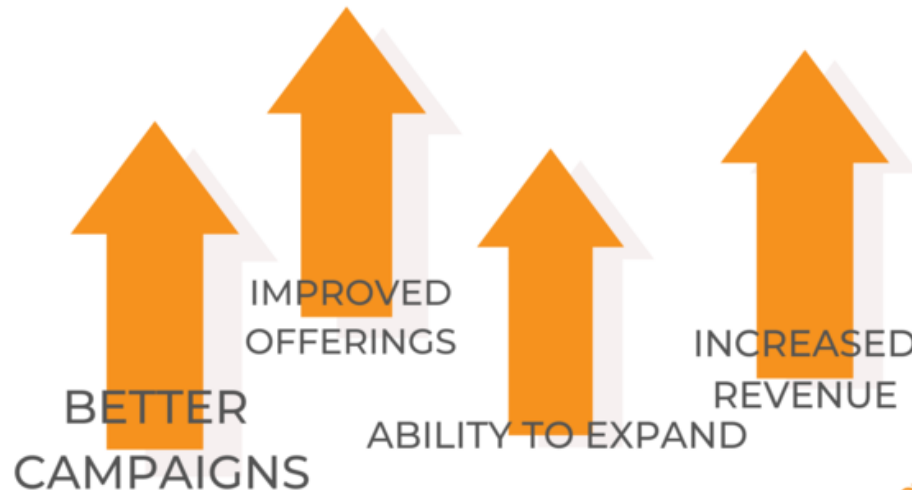 BETTER
CAMPAIGNS
IMPROVED
OFFERINGS
ABILITY TO EXPAND
INCREASED
REVENUE